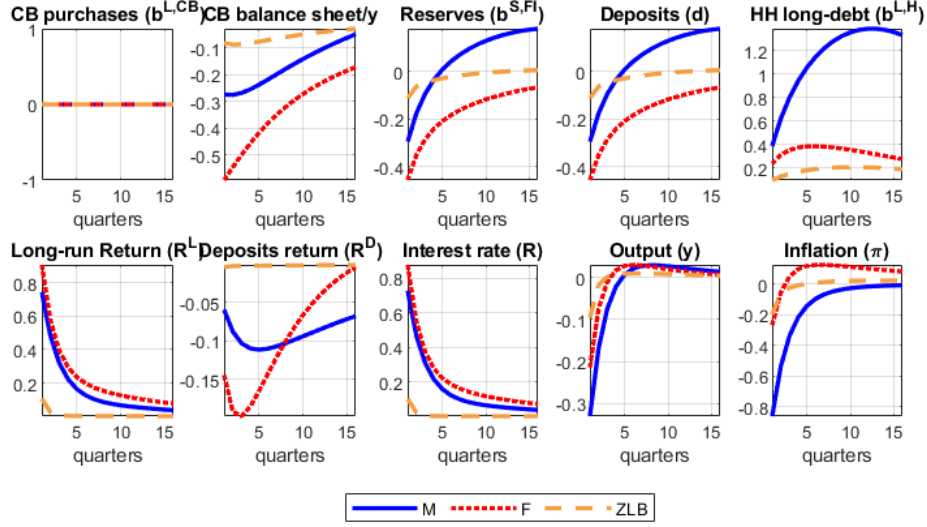 CB purchases (b^{L,CB})
CB balance sheet/y
Reserves (b^{S,FI})
Deposits (d)
HH long-debt (b^{L,H})
1
0
-1
5 10 15
quarters
-0.1
-0.2
-0.3
-0.4
-0.5
5 10 15
quarters
0
-0.2
-0.4
5 10 15
quarters
0
-0.2
-0.4
5 10 15
quarters
1.2
1
0.8
0.6
0.4
0.2
5 10 15
quarters
Long-run Return (R^L)
Deposits return (R^D)
Interest rate (R)
Output (y)
Inflation (π)
0.8
0.6
0.4
0.2
5 10 15
quarters
-0.05
-0.1
-0.15
5 10 15
quarters
0.8
0.6
0.4
0.2
5 10 15
quarters
0
-0.1
-0.2
-0.3
5 10 15
quarters
0
-0.2
-0.4
-0.6
-0.8
5 10 15
quarters
M F ZLB